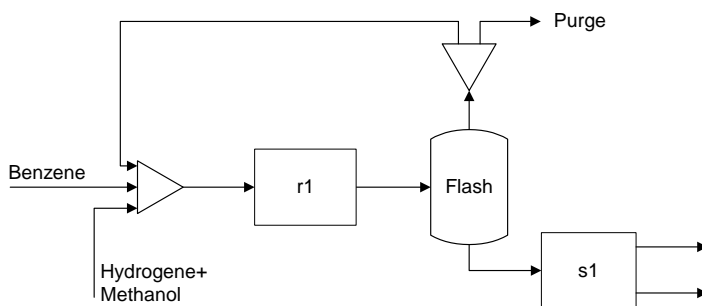 Purge
Benzene
r1
Flash
Hydrogene+
Methanol
s1